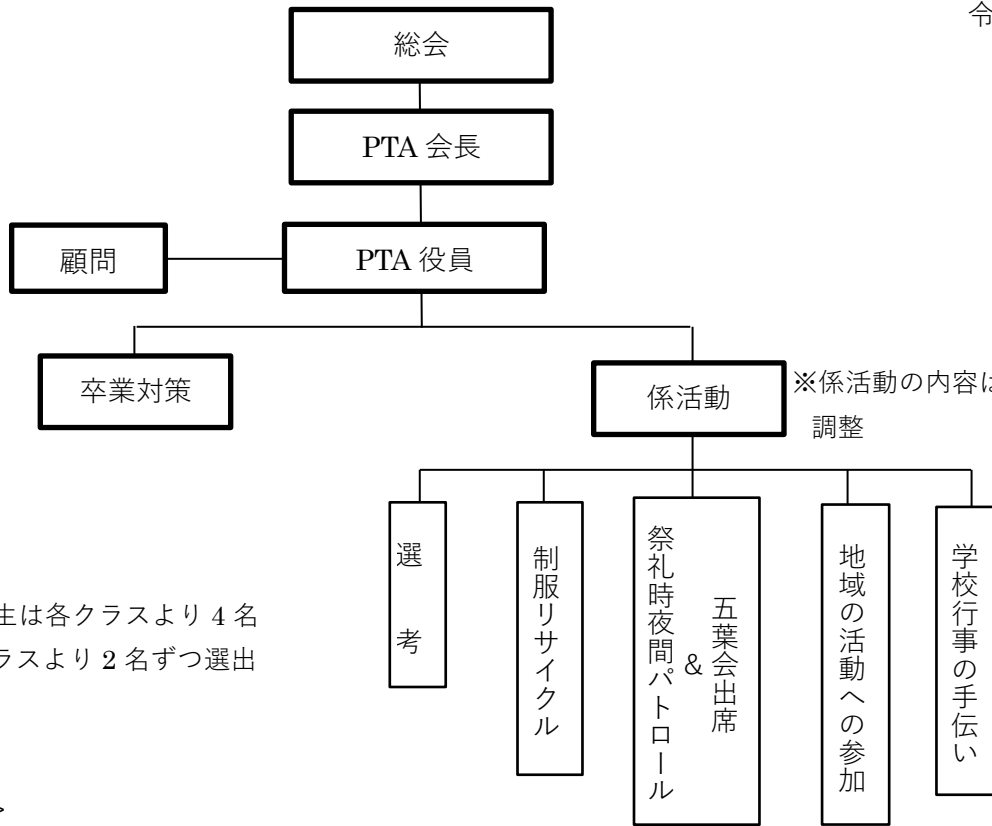 令
総会
PTA 会長
顧問
PTA 役員
卒業対策
係活動
※係活動の内容は
調整
選考
制服リサイクル
五葉会出席
&
祭礼時夜間パトロール
地域の活動への参加
学校行事の手伝い
生は各クラスより 4 名
ラスより 2 名ずつ選出
>